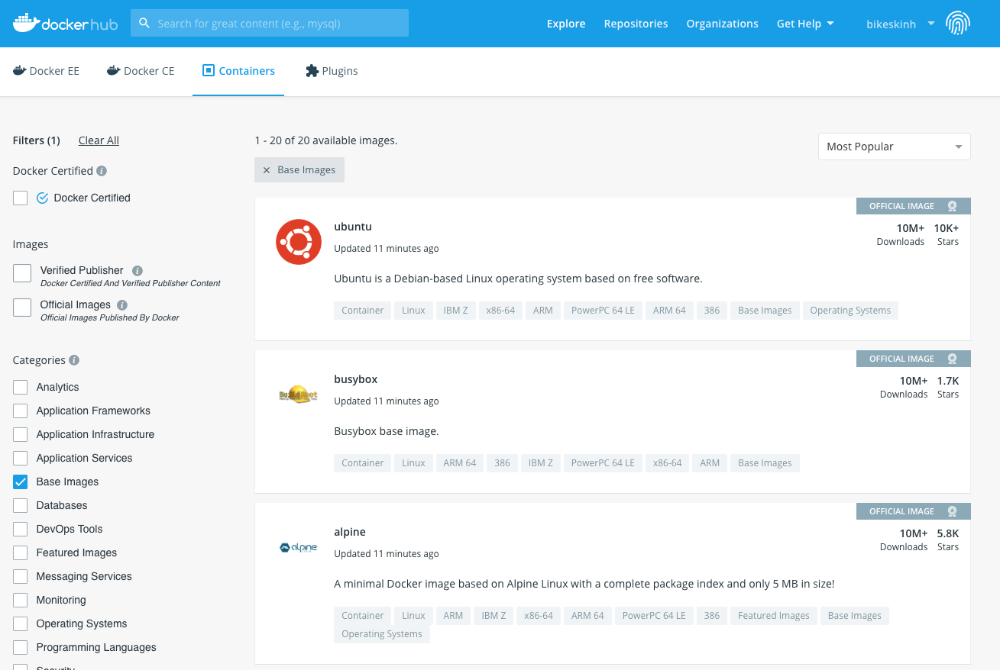 docker hub
Search for great content (e.g., mysql)
Explore
Repositories
Organizations
Get Help
bikeskinh
Docker EE
Docker CE
Containers
Plugins
Filters (1)
Clear All
Docker Certified
Docker Certified
Images
Verified Publisher
Docker Certified And Verified Publisher Content
Official Images
Official Images Published By Docker
Categories
Analytics
Application Frameworks
Application Infrastructure
Application Services
Base Images
Databases
DevOps Tools
Featured Images
Messaging Services
Monitoring
Operating Systems
Programming Languages
Security
1 - 20 of 20 available images.
Most Popular
× Base Images
OFFICIAL IMAGE
ubuntu
Updated 11 minutes ago
10M+ 10K+
Downloads Stars
Ubuntu is a Debian-based Linux operating system based on free software.
Container Linux IBM Z x86-64 ARM PowerPC 64 LE ARM 64 386 Base Images Operating Systems
OFFICIAL IMAGE
busybox
Updated 11 minutes ago
10M+ 1.7K
Downloads Stars
Busybox base image.
Container Linux ARM 64 386 IBM Z PowerPC 64 LE x86-64 ARM Base Images
OFFICIAL IMAGE
alpine
alpine
Updated 11 minutes ago
10M+ 5.8K
Downloads Stars
A minimal Docker image based on Alpine Linux with a complete package index and only 5 MB in size!
Container Linux ARM IBM Z x86-64 ARM 64 PowerPC 64 LE 386 Featured Images Base Images
Operating Systems